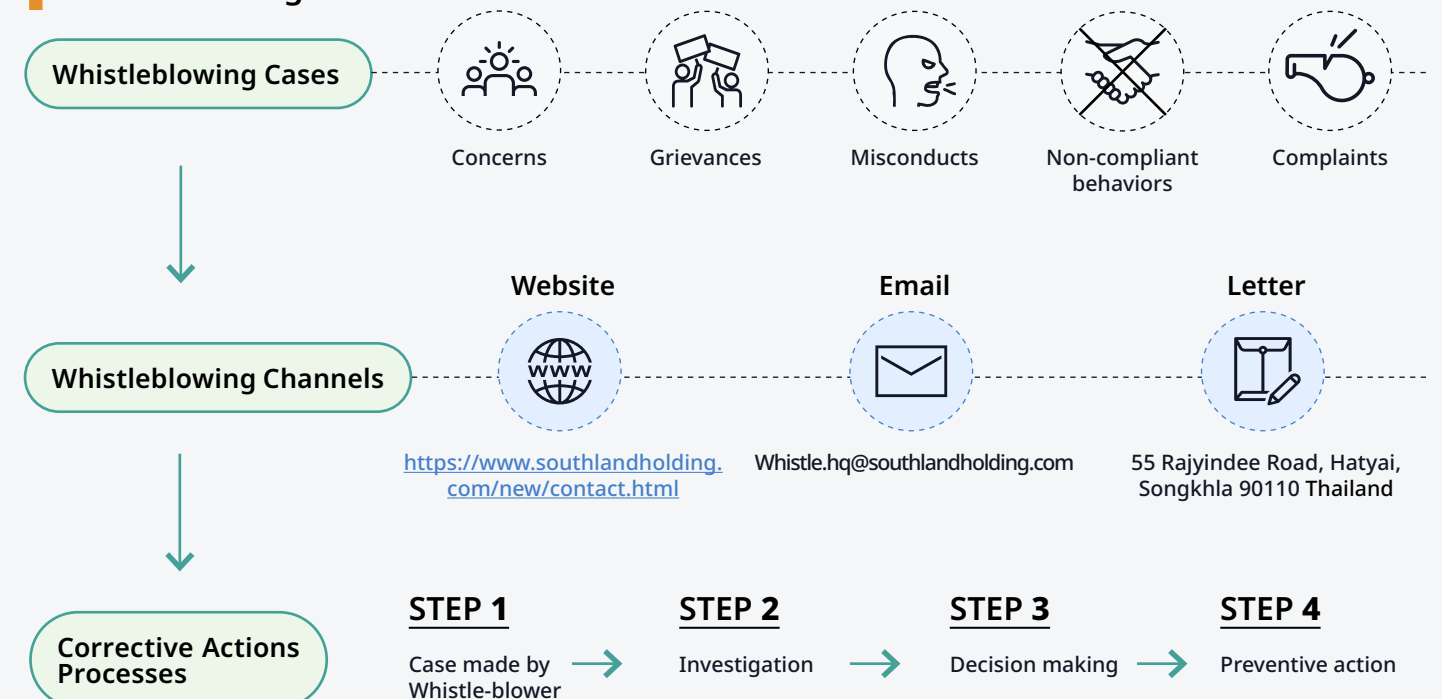 Whistleblowing Cases
Concerns
Grievances
Misconducts
Non-compliant
behaviors
Complaints
Whistleblowing Channels
Website
www
https://www.southlandholding.
com/new/contact.html
Email
Whistle.hq@southlandholding.com
Letter
55 Rajyindee Road, Hatyai,
Songkhla 90110 Thailand
Corrective Actions
Processes
STEP 1
Case made by
Whistle-blower
STEP 2
Investigation
STEP 3
Decision making
STEP 4
Preventive action